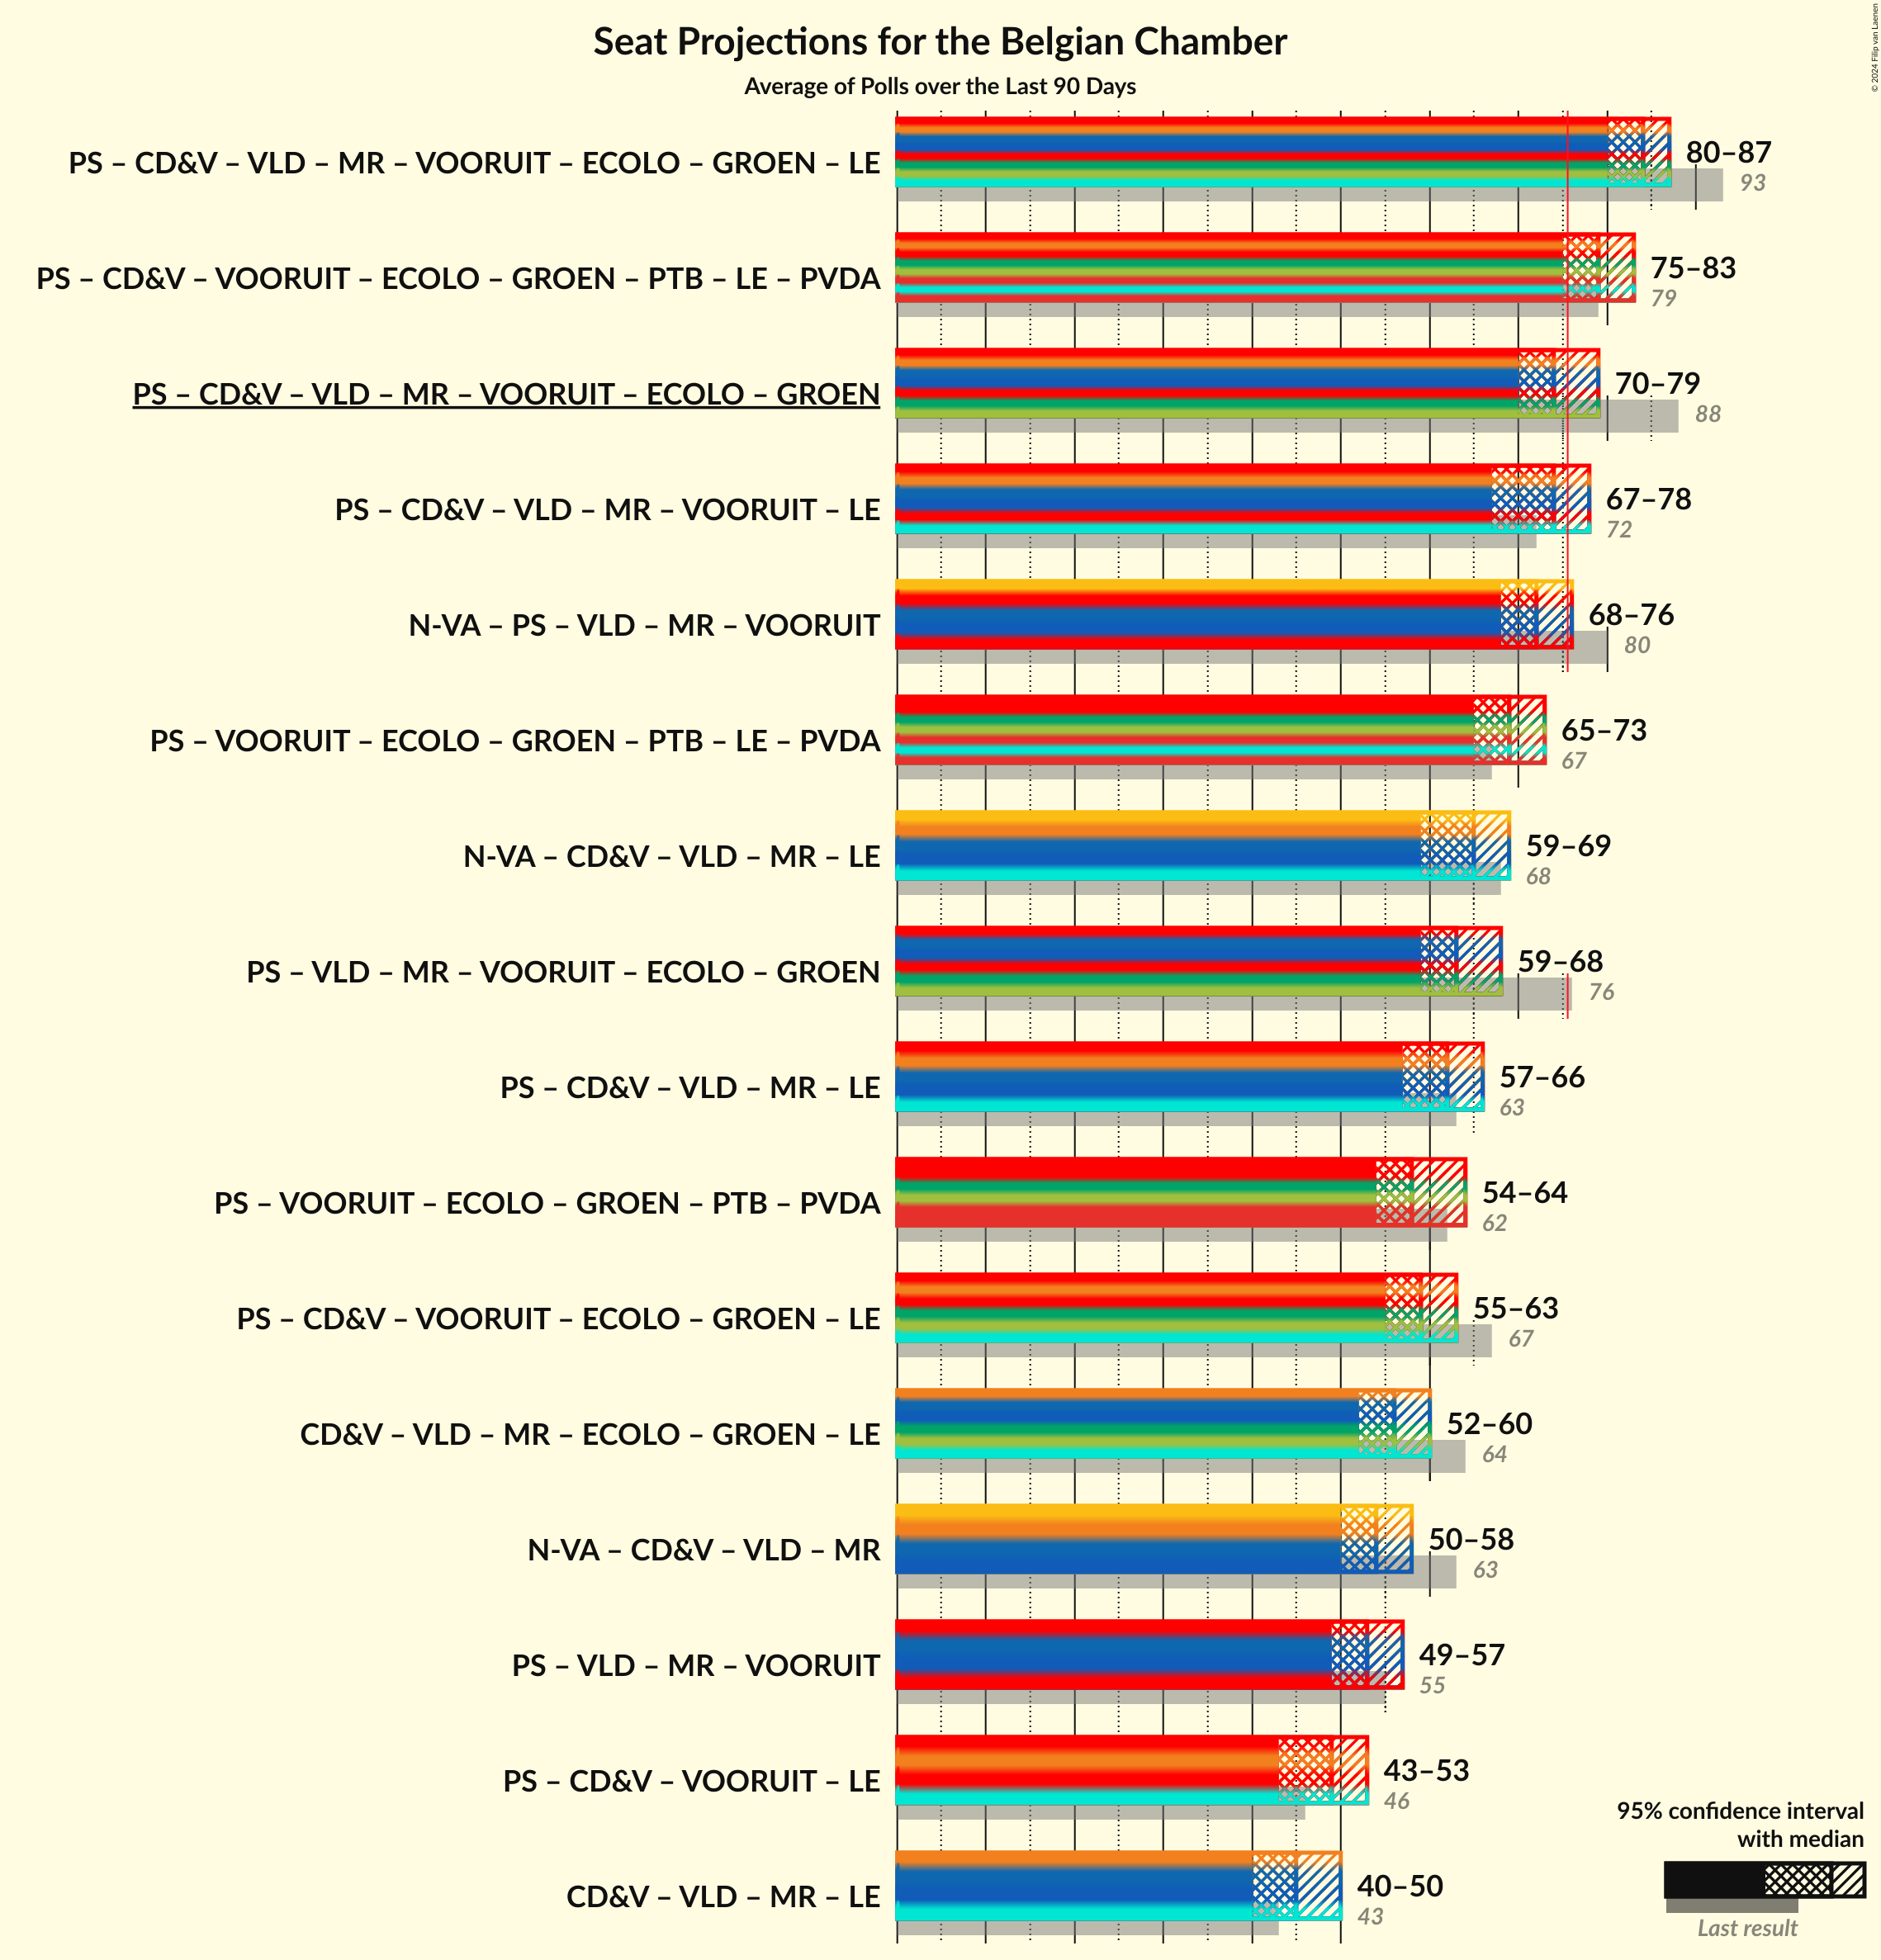 Seat Projections for the Belgian Chamber
Average of Polls over the Last 90 Days
© 2024 Filip van Laenen
PS – CD&V – VLD – MR – VOORUIT – ECOLO – GROEN – LE
80–87
93
PS – CD&V – VOORUIT – ECOLO – GROEN – PTB – LE – PVDA
75–83
79
PS – CD&V – VLD – MR – VOORUIT – ECOLO – GROEN
70–79
88
PS – CD&V – VLD – MR – VOORUIT – LE
67–78
72
N-VA – PS – VLD – MR – VOORUIT
68–76
80
PS – VOORUIT – ECOLO – GROEN – PTB – LE – PVDA
65–73
67
N-VA – CD&V – VLD – MR – LE
59–69
68
PS – VLD – MR – VOORUIT – ECOLO – GROEN
59–68
76
PS – CD&V – VLD – MR – LE
57–66
63
PS – VOORUIT – ECOLO – GROEN – PTB – PVDA
54–64
62
PS – CD&V – VOORUIT – ECOLO – GROEN – LE
55–63
67
CD&V – VLD – MR – ECOLO – GROEN – LE
52–60
64
N-VA – CD&V – VLD – MR
50–58
63
PS – VLD – MR – VOORUIT
49–57
55
PS – CD&V – VOORUIT – LE
43–53
46
CD&V – VLD – MR – LE
40–50
43
95% confidence interval
with median
Last result